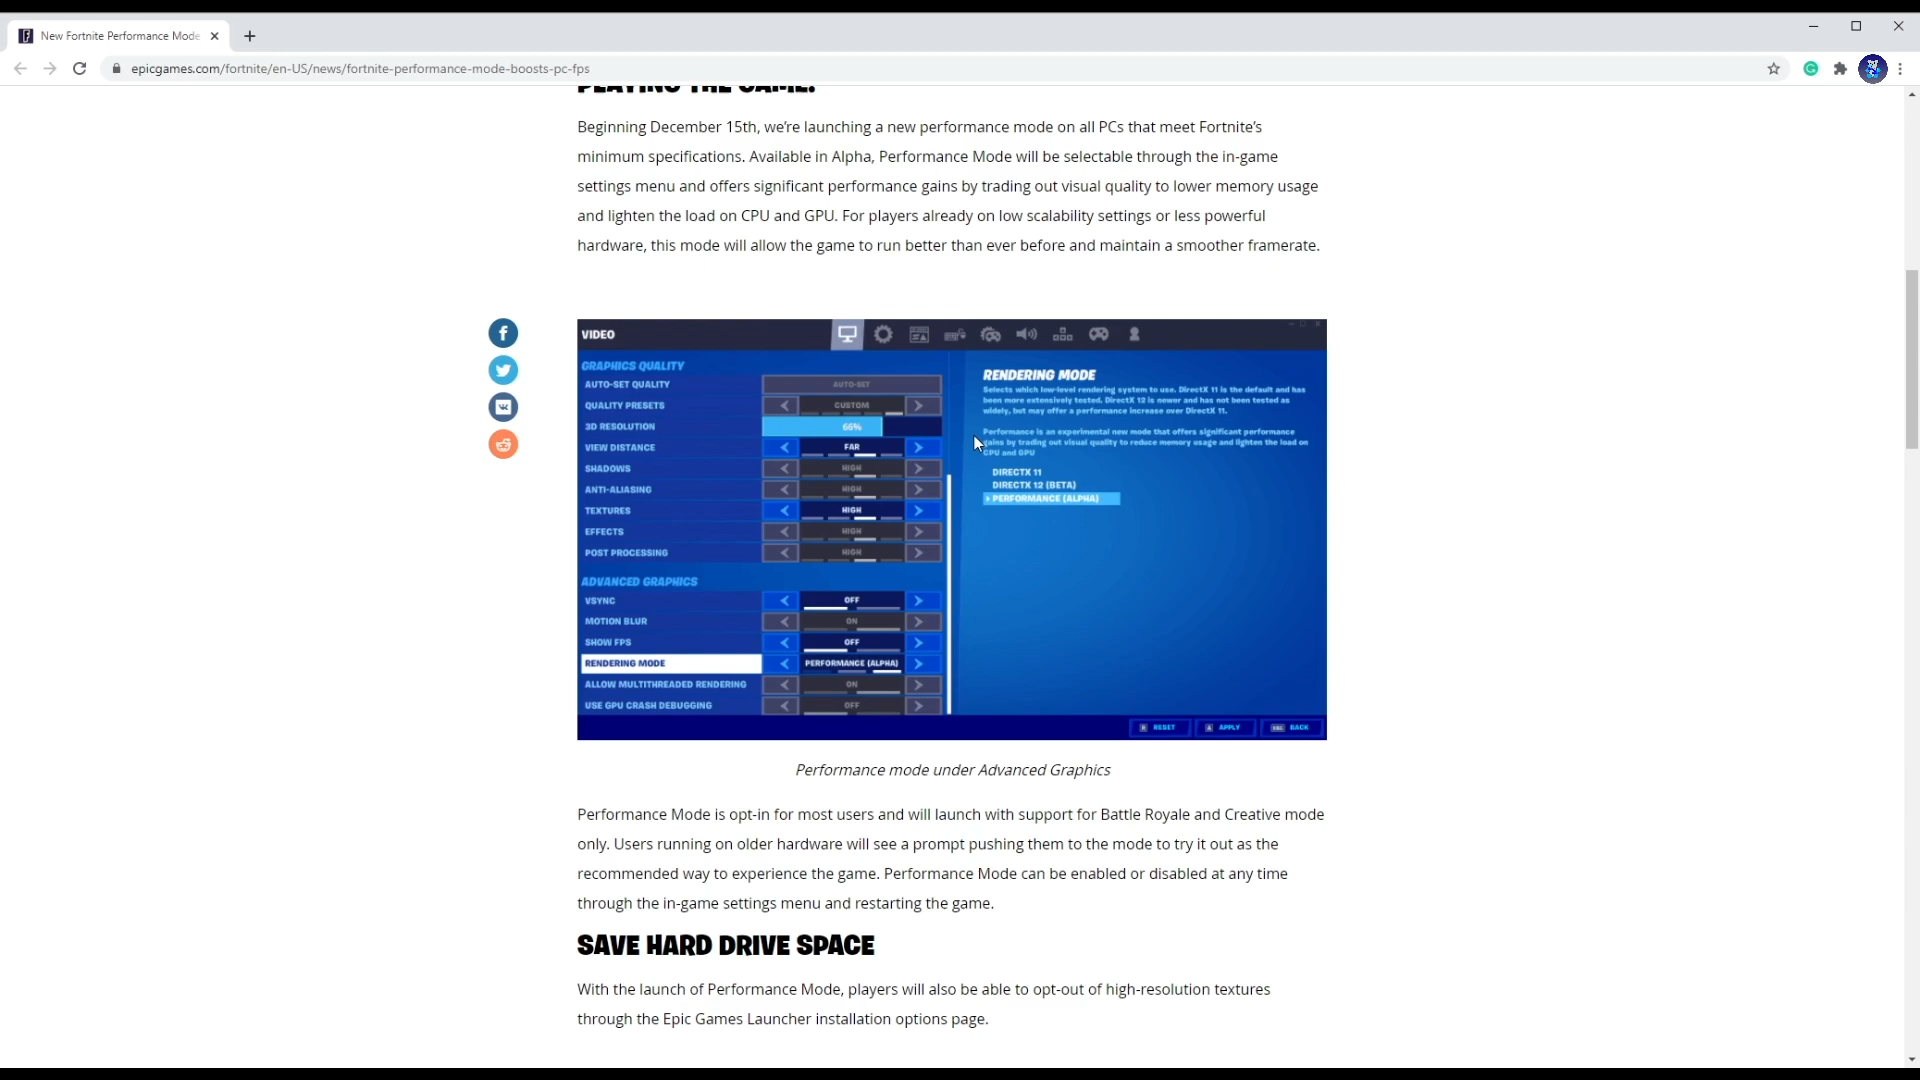 New Fortnite Performance Mode
epicgames.com/fortnite/en-US/news/fortnite-performance-mode-boosts-pc-fps
PLAYING THE GAME.
Beginning December 15th, we’re launching a new performance mode on all PCs that meet Fortnite’s
minimum specifications. Available in Alpha, Performance Mode will be selectable through the in-game
settings menu and offers significant performance gains by trading out visual quality to lower memory usage
and lighten the load on CPU and GPU. For players already on low scalability settings or less powerful
hardware, this mode will allow the game to run better than ever before and maintain a smoother framerate.
VIDEO
GRAPHICS QUALITY
AUTO-SET QUALITY AUTO-SET
QUALITY PRESETS CUSTOM
3D RESOLUTION 66%
VIEW DISTANCE FAR
SHADOWS HIGH
ANTI-ALIASING HIGH
TEXTURES HIGH
EFFECTS HIGH
POST PROCESSING HIGH
ADVANCED GRAPHICS
VSYNC OFF
MOTION BLUR ON
SHOW FPS OFF
RENDERING MODE PERFORMANCE (ALPHA)
ALLOW MULTITHREADED RENDERING ON
USE GPU CRASH DEBUGGING OFF
RENDERING MODE
Selects which low-level rendering system to use. DirectX 11 is the default and has
been more extensively tested. DirectX 12 is newer and has not been tested as
widely, but may offer a performance increase over DirectX 11.
Performance is an experimental new mode that offers significant performance
gains by trading out visual quality to reduce memory usage and lighten the load on
CPU and GPU
DIRECTX 11
DIRECTX 12 (BETA)
PERFORMANCE (ALPHA)
R RESET A APPLY ESC BACK
Performance mode under Advanced Graphics
Performance Mode is opt-in for most users and will launch with support for Battle Royale and Creative mode
only. Users running on older hardware will see a prompt pushing them to the mode to try it out as the
recommended way to experience the game. Performance Mode can be enabled or disabled at any time
through the in-game settings menu and restarting the game.
SAVE HARD DRIVE SPACE
With the launch of Performance Mode, players will also be able to opt-out of high-resolution textures
through the Epic Games Launcher installation options page.